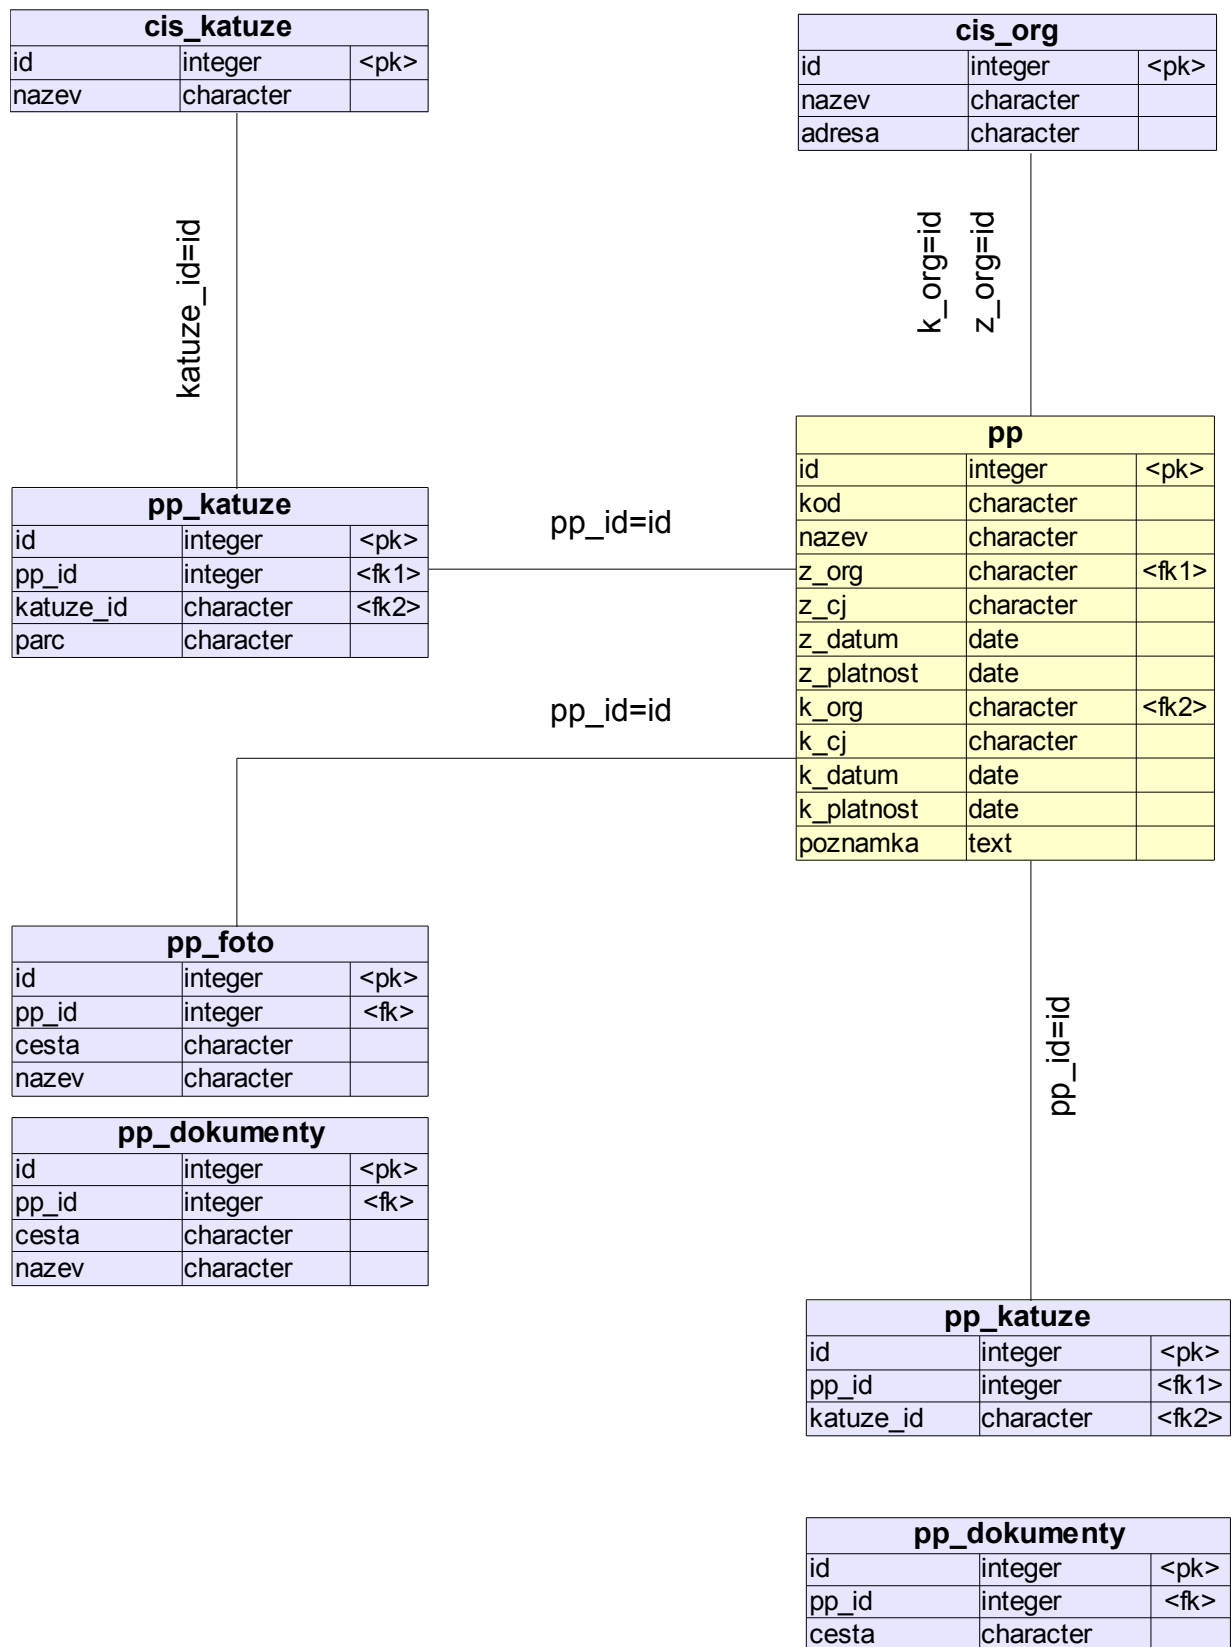 cis_katuze
id integer <pk>
nazev character
cis_org
id integer <pk>
nazev character
adresa character
katuze_id=id
k_org=id
z_org=id
pp
id integer <pk>
kod character
nazev character
z_org character <fk1>
z_cj character
z_datum date
z_platnost date
k_org character <fk2>
k_cj character
k_datum date
k_platnost date
poznamka text
pp_katuze
id integer <pk>
pp_id integer <fk1>
katuze_id character <fk2>
parc character
pp_id=id
pp_id=id
pp_foto
id integer <pk>
pp_id integer <fk>
cesta character
nazev character
pp_id=id
pp_dokumenty
id integer <pk>
pp_id integer <fk>
cesta character
nazev character
pp_katuze
id integer <pk>
pp_id integer <fk1>
katuze_id character <fk2>
pp_dokumenty
id integer <pk>
pp_id integer <fk>
cesta character